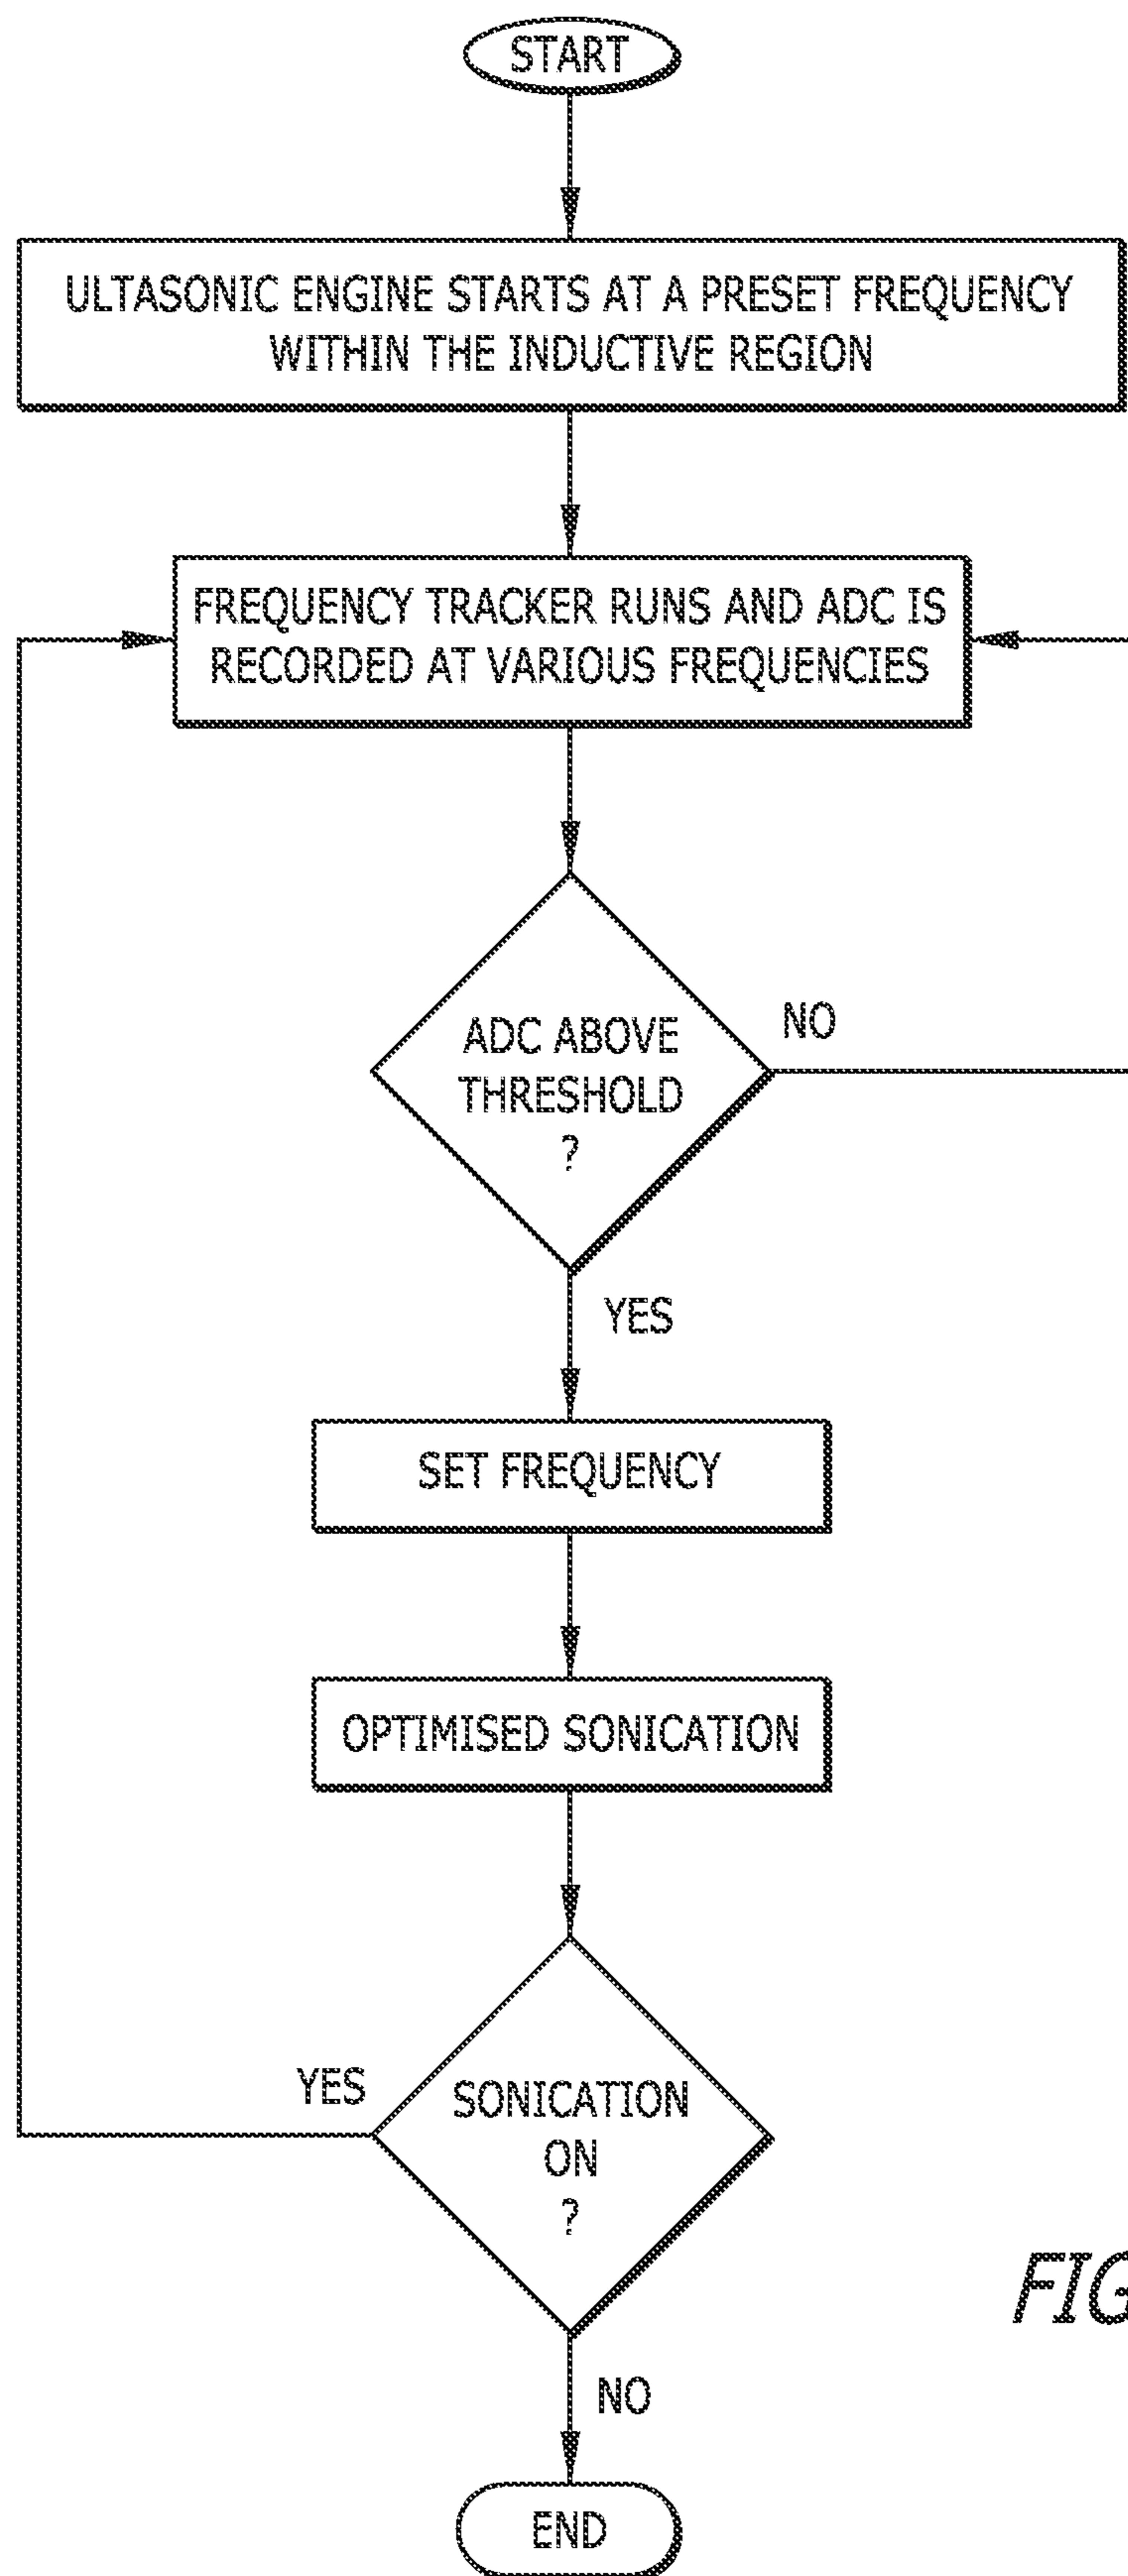 START
ULTASONIC ENGINE STARTS AT A PRESET FREQUENCY
WITHIN THE INDUCTIVE REGION
FREQUENCY TRACKER RUNS AND ADC IS
RECORDED AT VARIOUS FREQUENCIES
ADC ABOVE
THRESHOLD
?
NO
YES
SET FREQUENCY
OPTIMISED SONICATION
YES
SONICATION
ON
?
FIG
NO
END